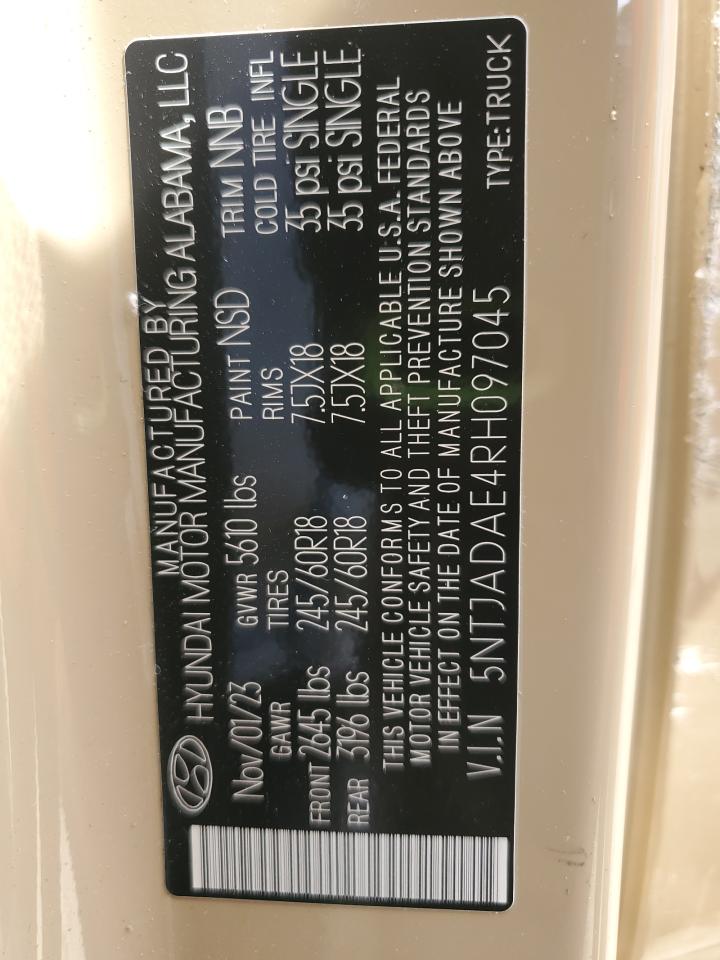 MANUFACTURED BY
HYUNDAI MOTOR MANUFACTURING ALABAMA, LLC
Nov/01/23 GVWR 5610 lbs PAINT NSD TRIM NNB
GAWR TIRES RIMS COLD TIRE INFL
FRONT 2645 lbs 245//60R18 7.5JX18 35 psi SINGLE
REAR 3196 lbs 245//60R18 7.5JX18 35 psi SINGLE
THIS VEHICLE CONFORMS TO ALL APPLICABLE U.S.A. FEDERAL
MOTOR VEHICLE SAFETY AND THEFT PREVENTION STANDARDS
IN EFFECT ON THE DATE OF MANUFACTURE SHOWN ABOVE
V.I.N 5NTJADAE4RH097045 TYPE:TRUCK